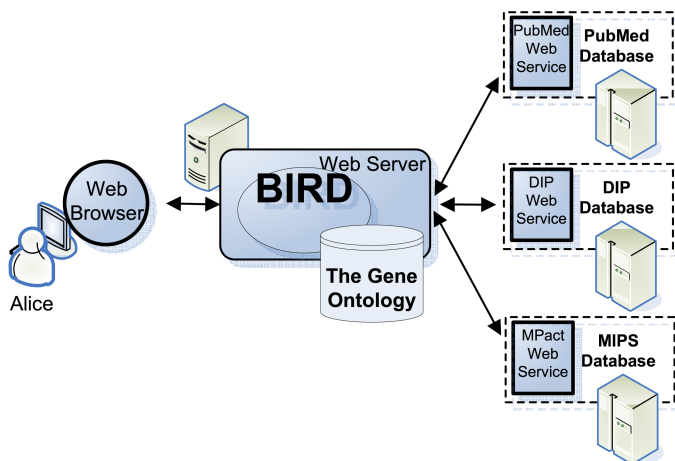 PubMed
Web
Service
PubMed
Database
Web Server
BIRD
Web
Browser
DIP
Web
Service
DIP
Database
The Gene
Ontology
Alice
MPact
Web
Service
MIPS
Database